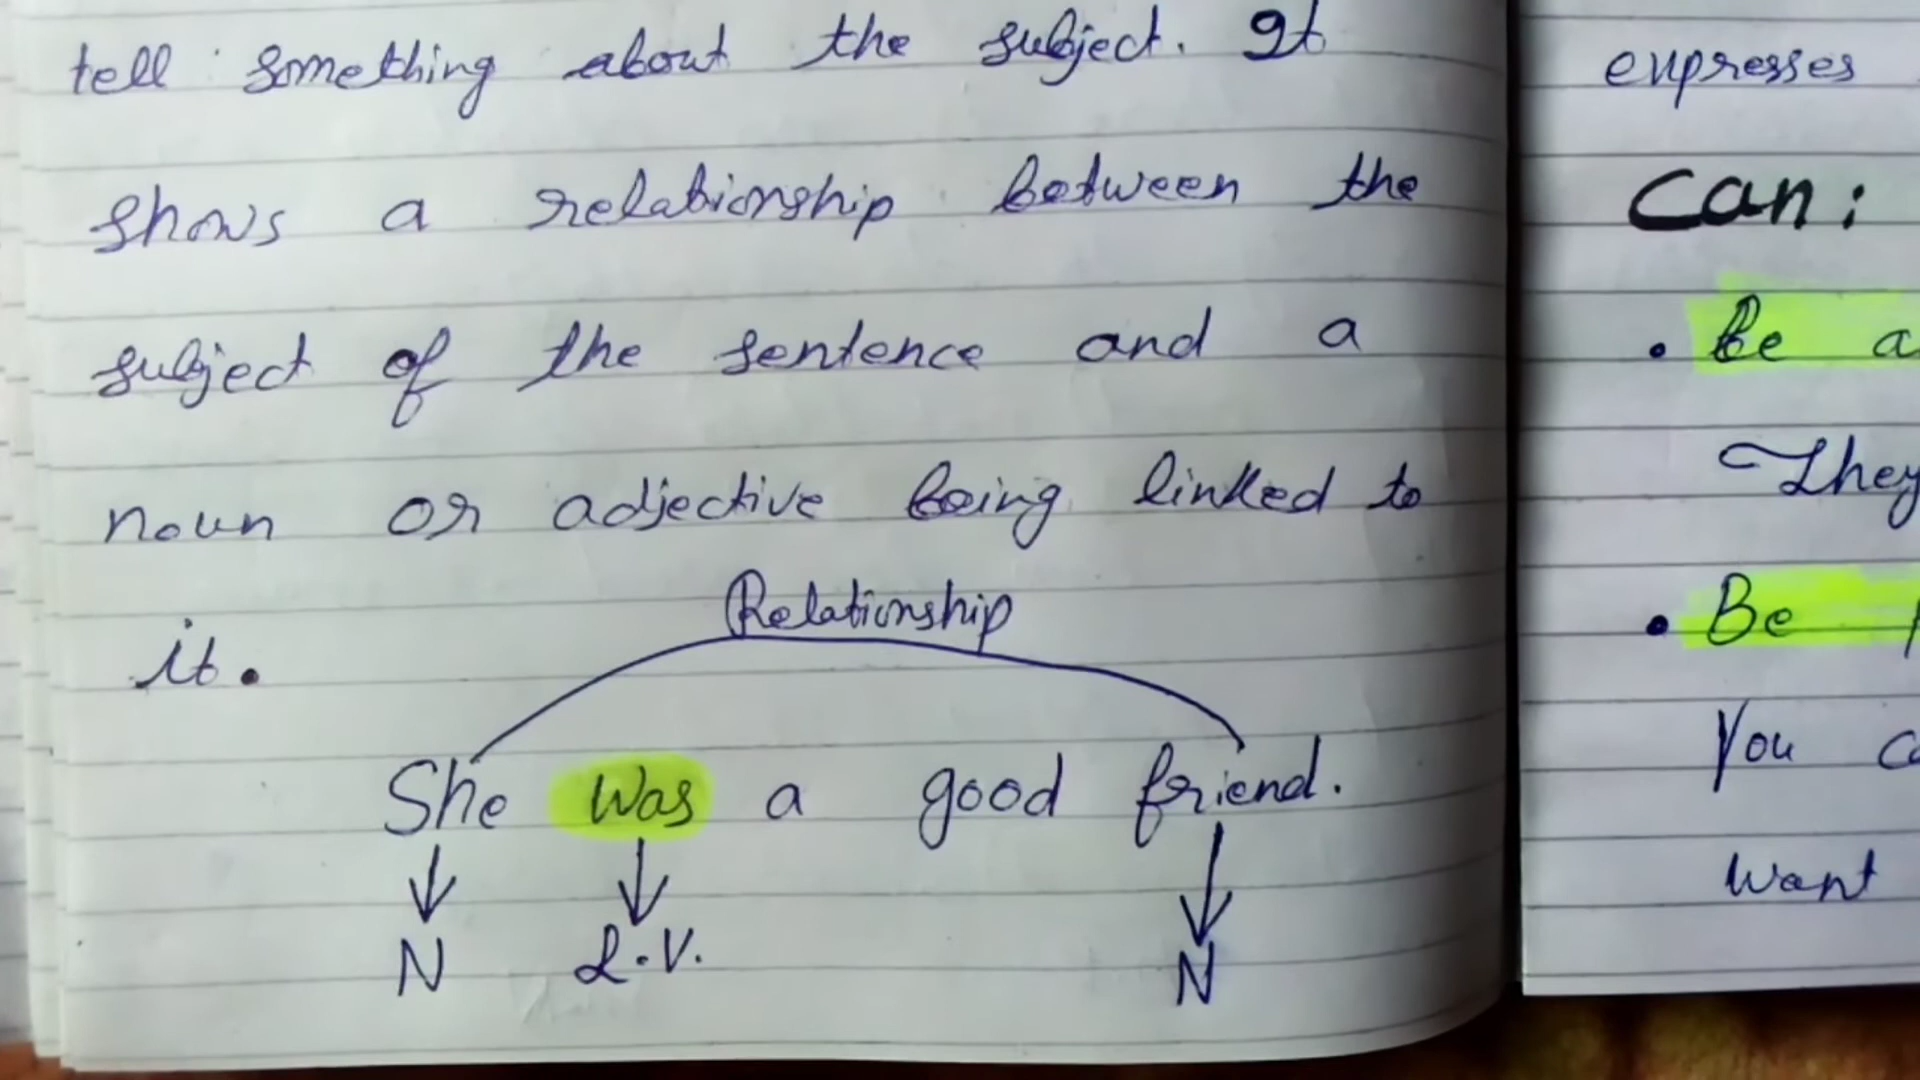 tell something about the subject. It
shows a relationship between the
subject of the sentence and a
noun or adjective being linked to
it.
Relationship
She was a good friend.
N L.V. N
expresses
Can:
• Be a
They
• Be
You c
want